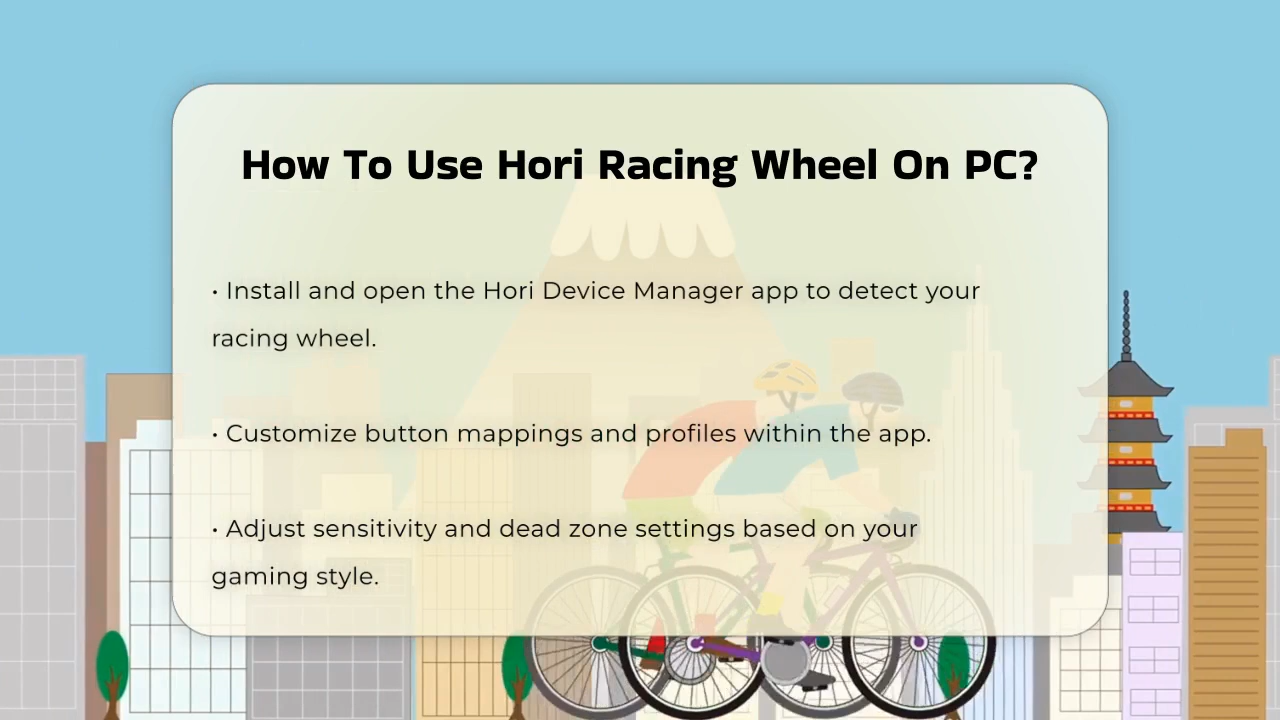 How To Use Hori Racing Wheel On PC?
• Install and open the Hori Device Manager app to detect your
racing wheel.
• Customize button mappings and profiles within the app.
• Adjust sensitivity and dead zone settings based on your
gaming style.